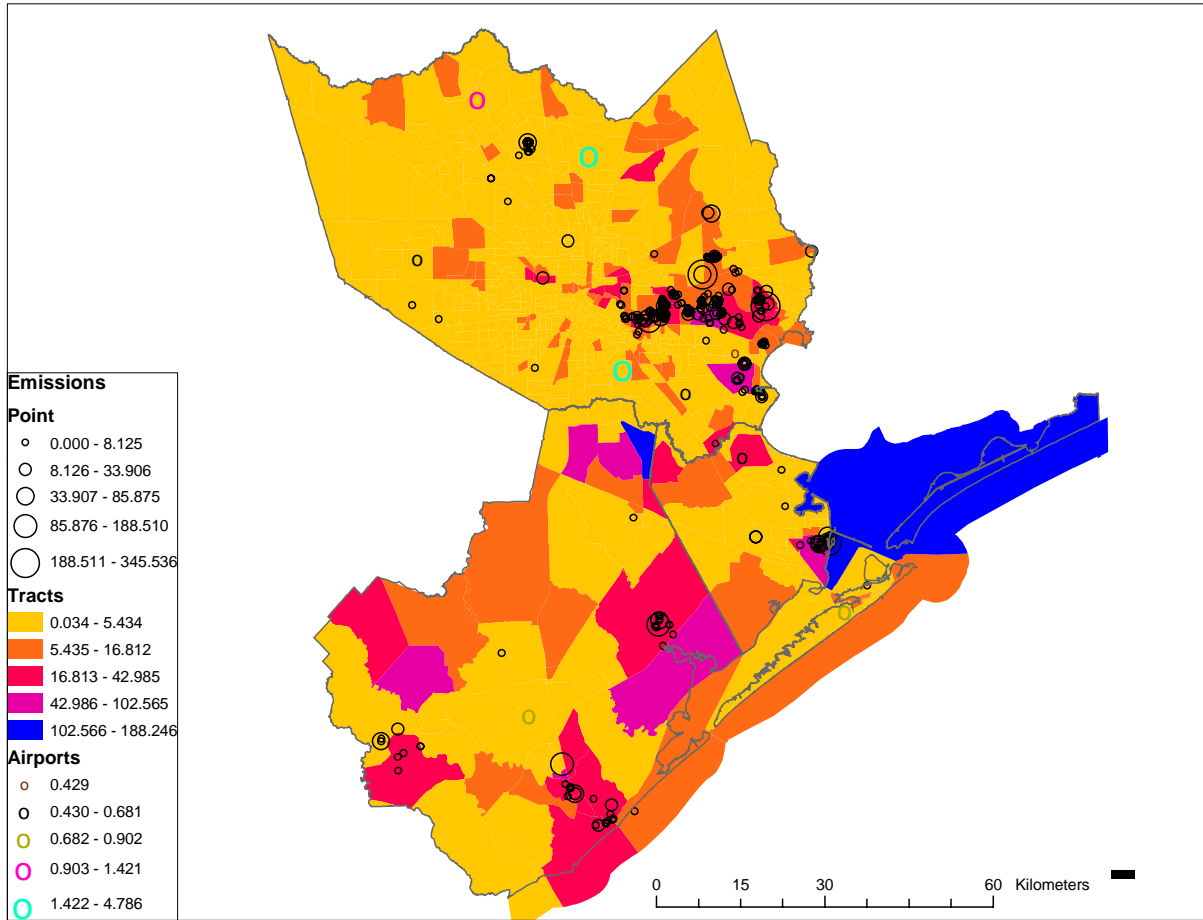 Emissions
Point
0.000 - 8.125
8.126 - 33.906
33.907 - 85.875
85.876 - 188.510
188.511 - 345.536
Tracts
0.034 - 5.434
5.435 - 16.812
16.813 - 42.985
42.986 - 102.565
102.566 - 188.246
Airports
0.429
0.430 - 0.681
0.682 - 0.902
0.903 - 1.421
1.422 - 4.786
0 15 30 60 Kilometers